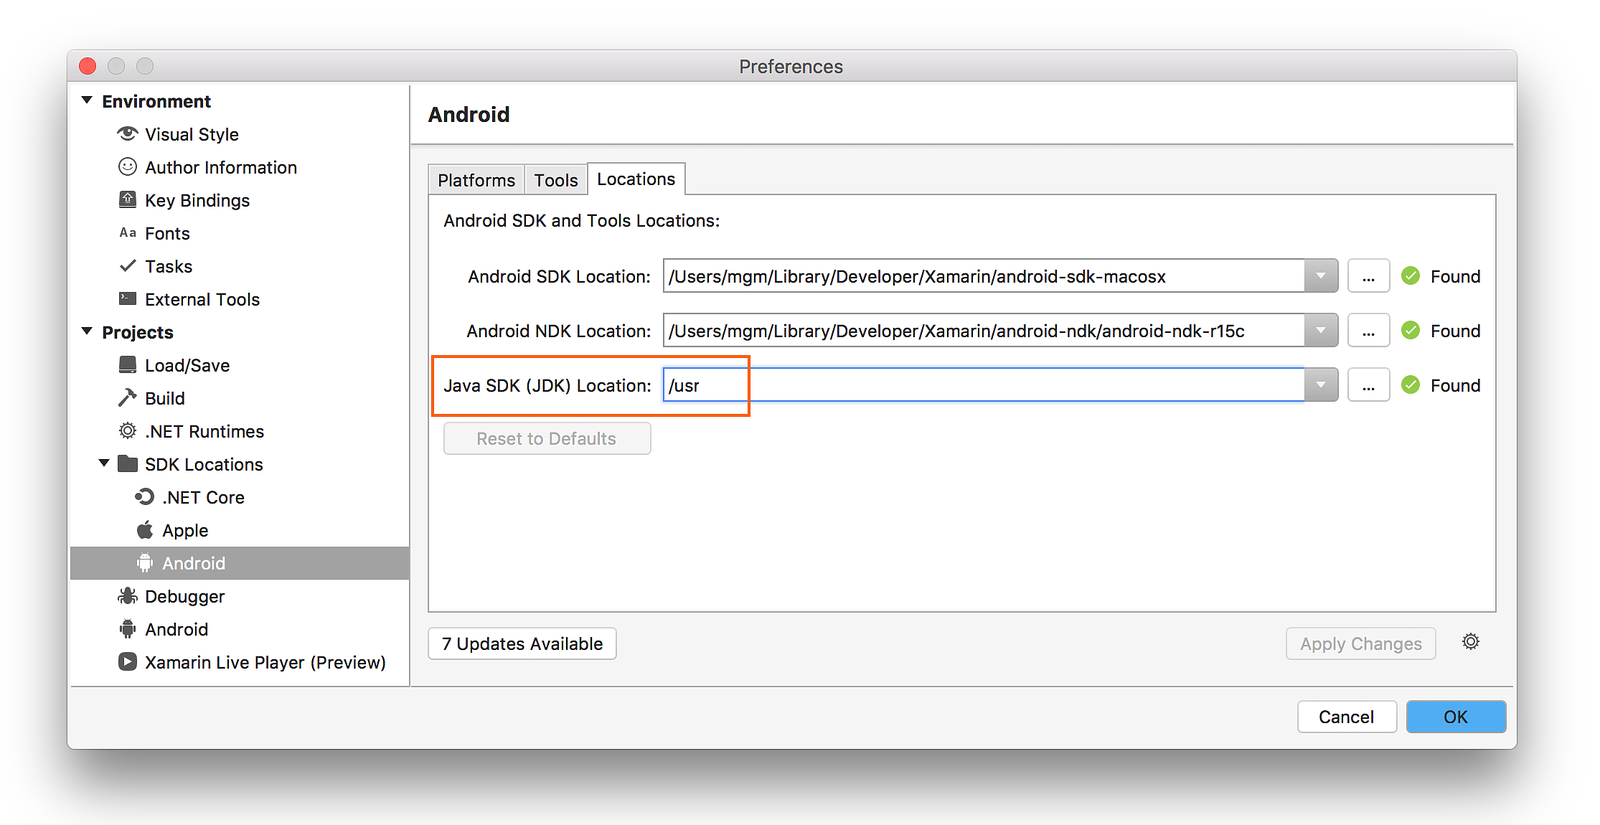 Preferences
Environment
Visual Style
Author Information
Key Bindings
Aa Fonts
Tasks
External Tools
Projects
Load/Save
Build
.NET Runtimes
SDK Locations
.NET Core
Apple
Android
Debugger
Android
Xamarin Live Player (Preview)
Android
Platforms Tools Locations
Android SDK and Tools Locations:
Android SDK Location: /Users/mgm/Library/Developer/Xamarin/android-sdk-macosx ... Found
Android NDK Location: /Users/mgm/Library/Developer/Xamarin/android-ndk/android-ndk-r15c ... Found
Java SDK (JDK) Location: /usr ... Found
Reset to Defaults
7 Updates Available Apply Changes
Cancel OK